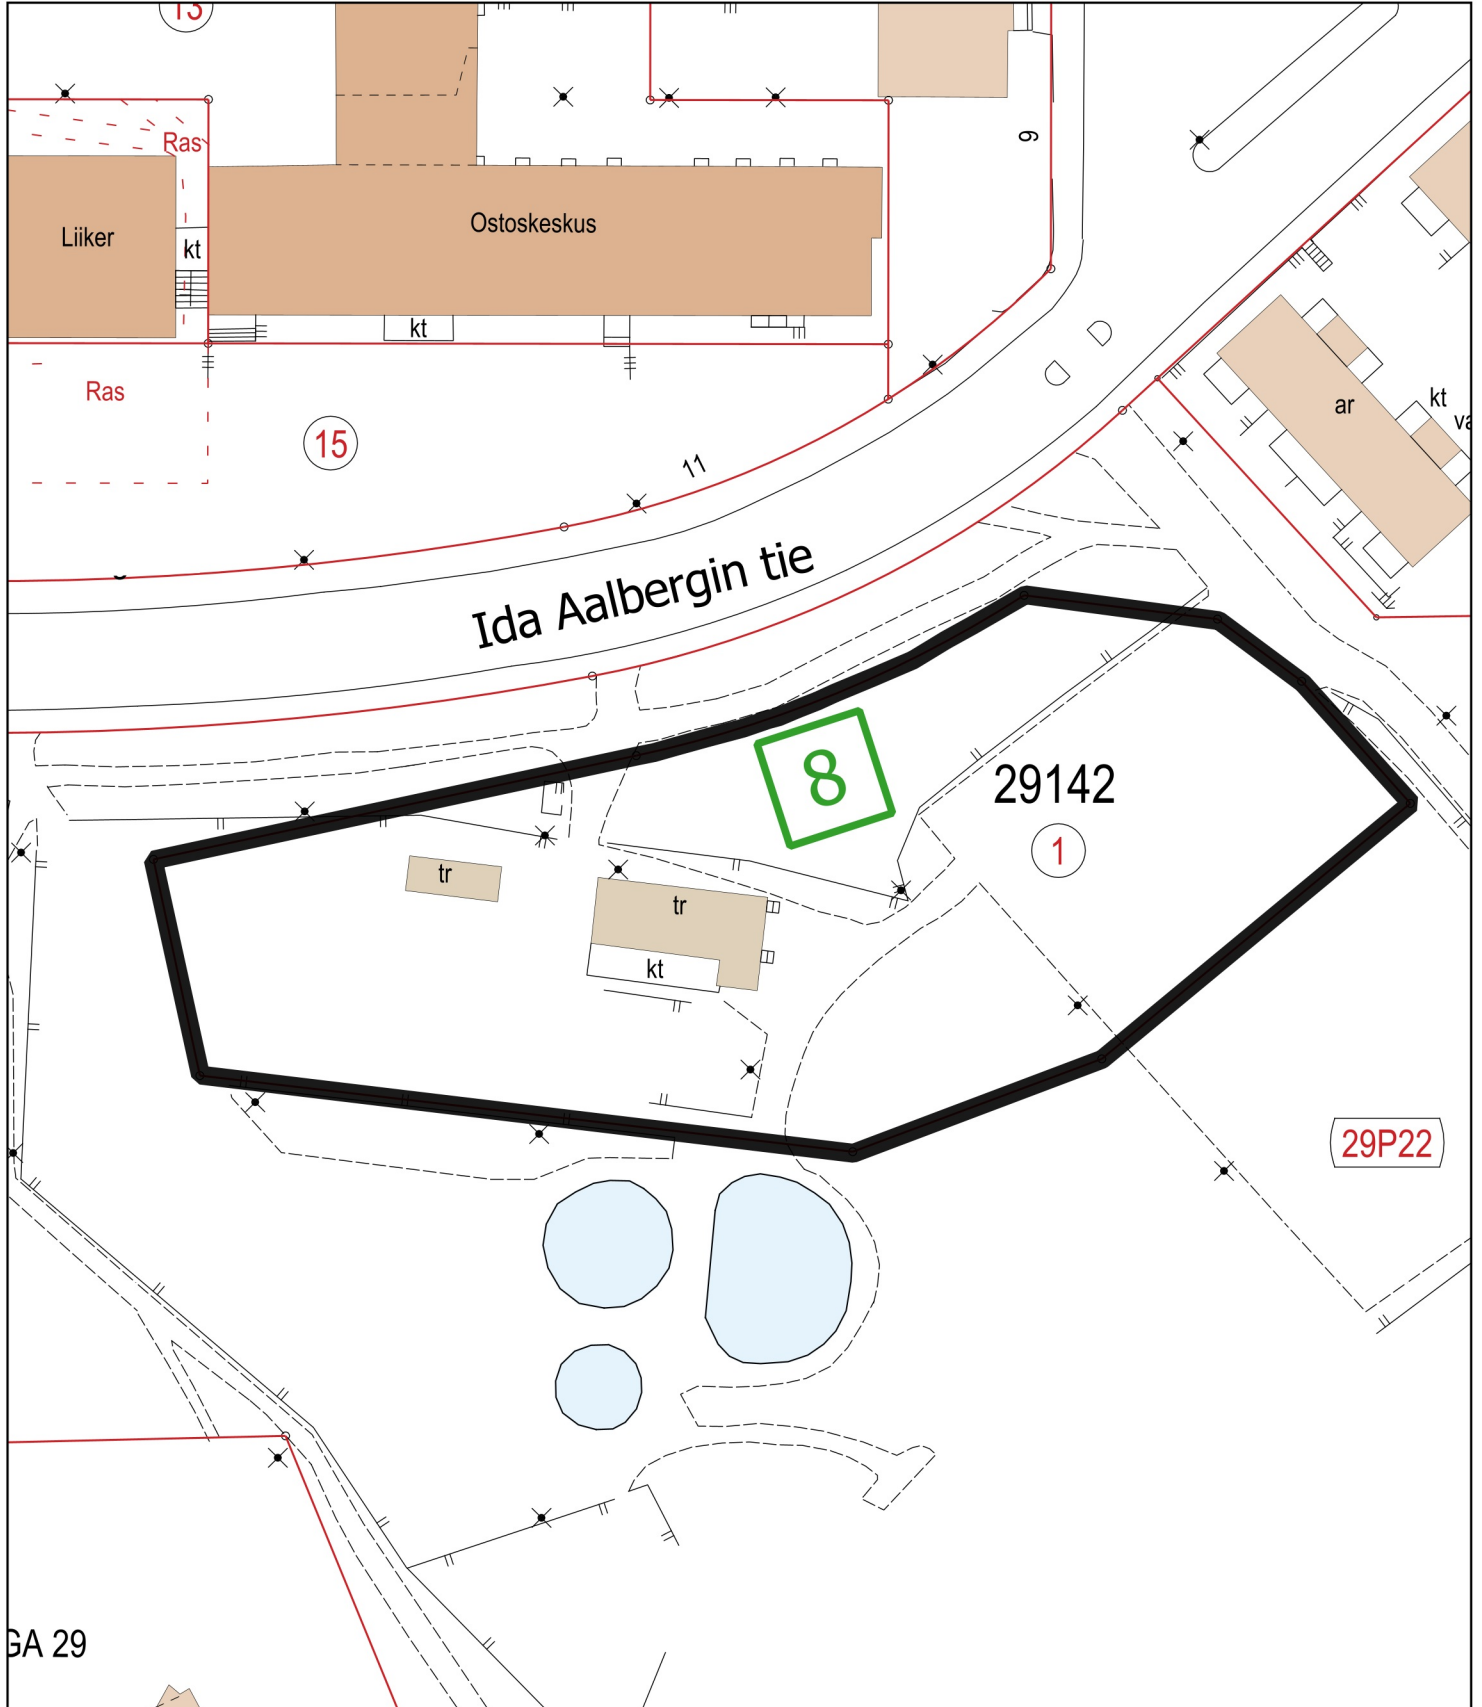 13
Ras
9
Liiker
kt
Ostoskeskus
kt
Ras
15
11
ar
kt
Ida Aalbergin tie
8
29142
1
tr
tr
kt
29P22
GA 29